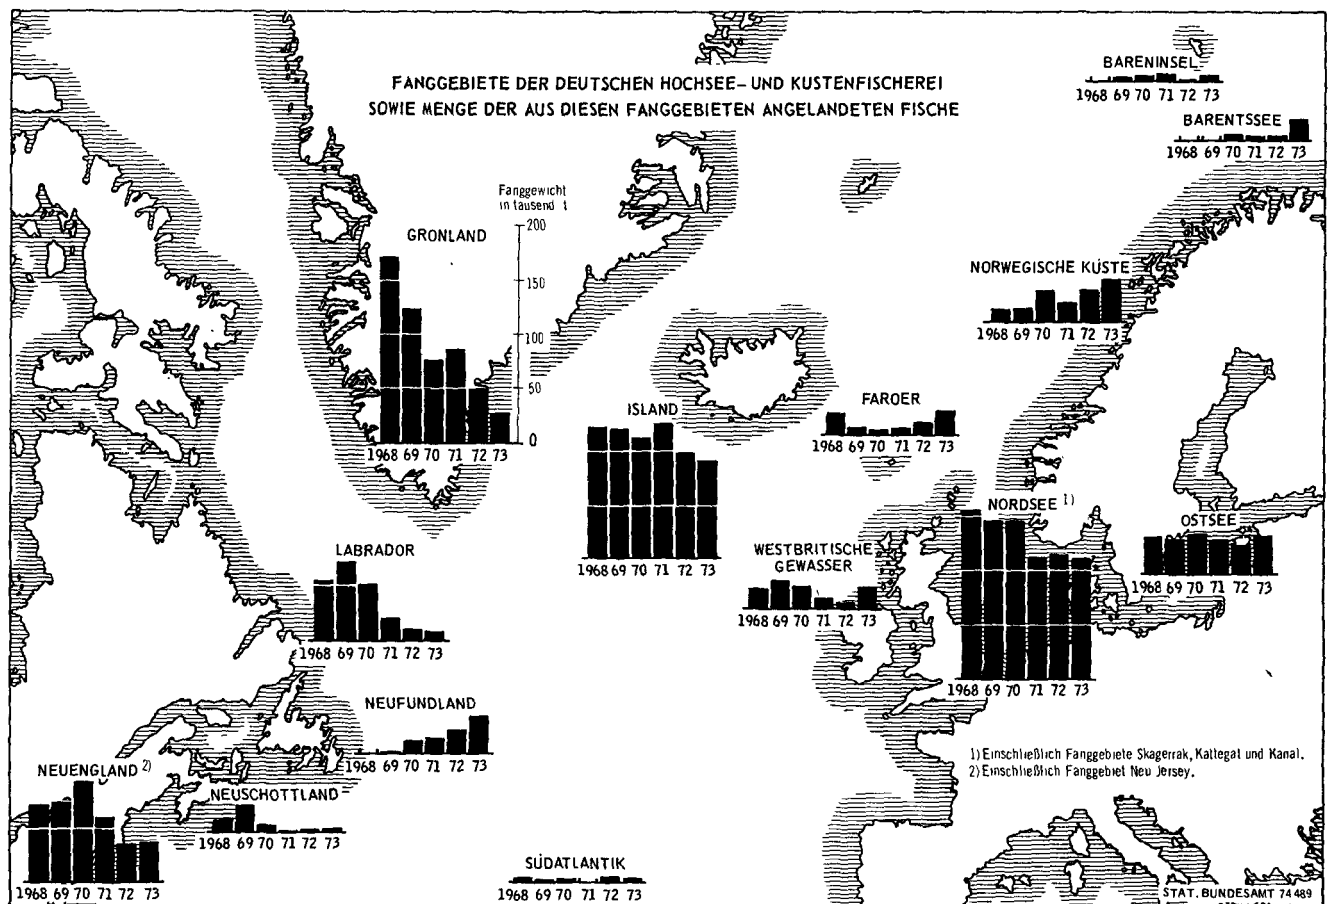 FANGGEBIETE DER DEUTSCHEN HOCHSEE- UND KUSTENFISCHEREI
SOWIE MENGE DER AUS DIESEN FANGGEBIETEN ANGELANDETEN FISCHE
BARENINSEL
1968 69 70 71 72 73
BARENTSSEE
1968 69 70 71 72 73
Fanggewicht
in tausend t
200
150
100
50
0
GRONLAND
1968 69 70 71 72 73
NORWEGISCHE KÜSTE
1968 69 70 71 72 73
ISLAND
1968 69 70 71 72 73
FAROER
1968 69 70 71 72 73
NORDSEE 1)
1968 69 70 71 72 73
OSTSEE
1968 69 70 71 72 73
WESTBRITISCHE
GEWASSER
1968 69 70 71 72 73
LABRADOR
1968 69 70 71 72 73
NEUFUNDLAND
1968 69 70 71 72 73
NEUENGLAND 2)
1968 69 70 71 72 73
NEUSCHOTTLAND
1968 69 70 71 72 73
SÜDATLANTIK
1968 69 70 71 72 73
1) Einschließlich Fanggebiete Skagerrak, Kattegat und Kanal.
2) Einschließlich Fanggebiet Neu Jersey.
STAT. BUNDESAMT 74 489